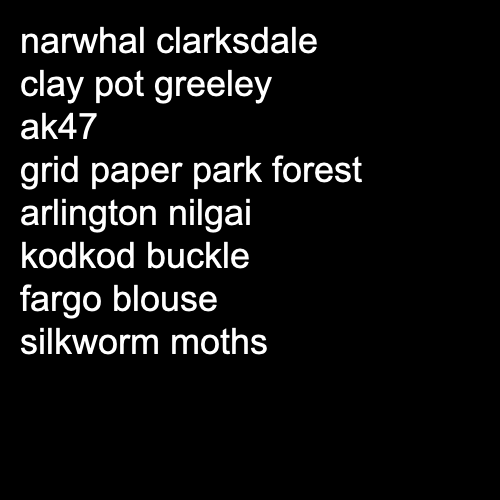 narwhal clarksdale
clay pot greeley
ak47
grid paper park forest
arlington nilgai
kodkod buckle
fargo blouse
silkworm moths